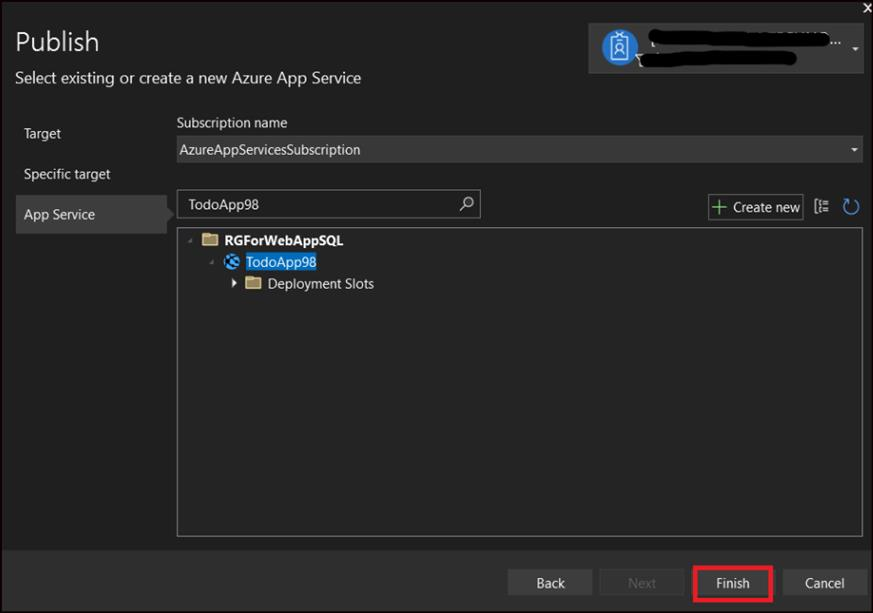 Publish
Select existing or create a new Azure App Service
Target
Specific target
App Service
Subscription name
AzureAppServicesSubscription
TodoApp98
Create new
RGForWebAppSQL
TodoApp98
Deployment Slots
Back
Next
Finish
Cancel